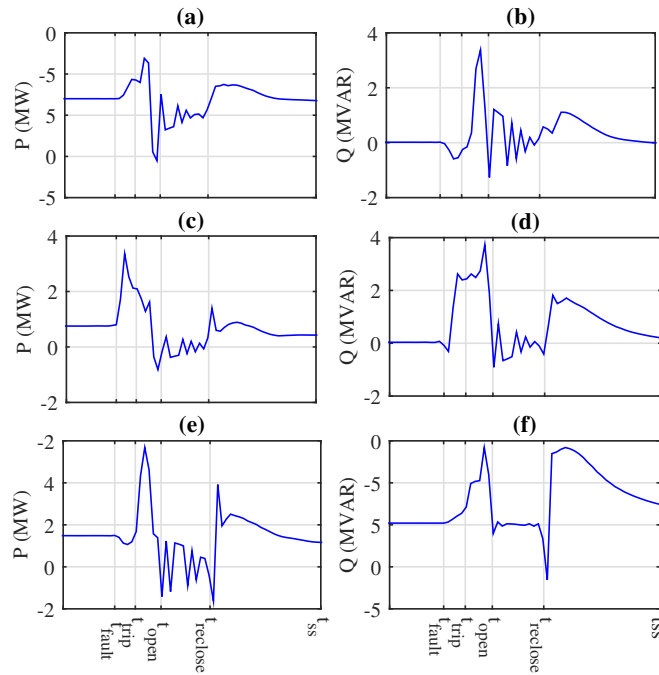 (a)
P (MW)
0
-5
5
0
-5
(b)
Q (MVAR)
4
2
0
-2
(c)
P (MW)
4
2
0
-2
(d)
Q (MVAR)
4
2
0
-2
(e)
P (MW)
-2
4
2
0
-2
t fault
t trip
t open
t reclose
t ss
(f)
Q (MVAR)
0
-5
5
0
-5
t fault
t trip
t open
t reclose
tss